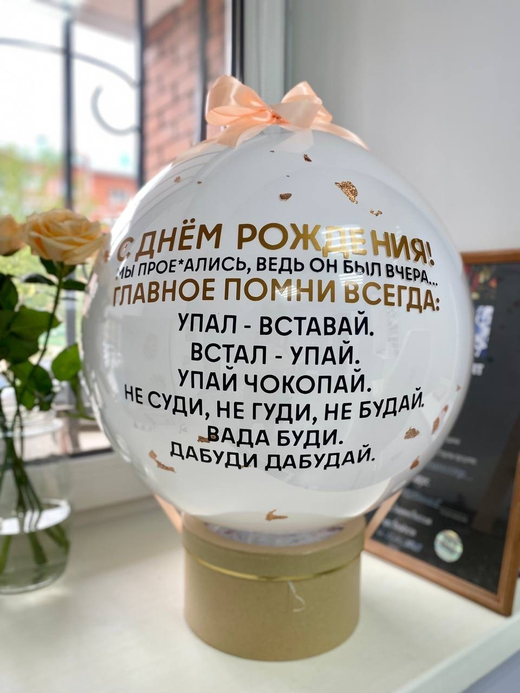 С ДНЁМ РОЖДЕНИЯ!
МЫ ПРОЕ*АЛИСЬ, ВЕДЬ ОН БЫЛ ВЧЕРА...
ГЛАВНОЕ ПОМНИ ВСЕГДА:
УПАЛ - ВСТАВАЙ.
ВСТАЛ - УПАЙ.
УПАЙ ЧОКОПАЙ.
НЕ СУДИ, НЕ ГУДИ, НЕ БУДАЙ.
ВАДА БУДИ.
ДАБУДИ ДАБУДАЙ.